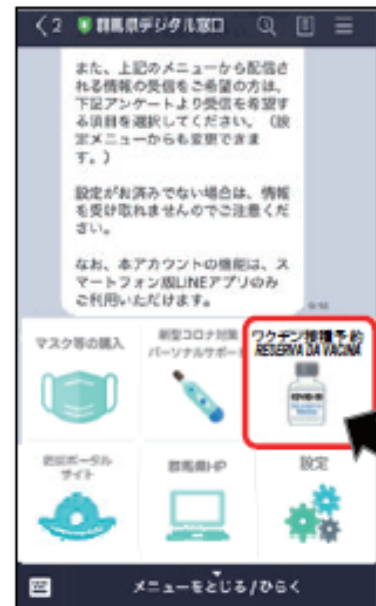 2 群馬県デジタル窓口
また、上記のメニューから配信さ
れる情報の受信をご希望の方は、
下記アンケートより受信を希望す
る項目を選択してください。（設
定メニューからも変更できま
す。）
設定がお済みでない場合は、情報
を受け取れませんのでご注意くだ
さい。
なお、本アカウントの機能は、ス
マートフォン版LINEアプリのみ
ご利用いただけます。
マスク等の購入
新型コロナ対策
パーソナルサポート
ワクチン接種予約
RESERVA DA VACINA
COVID-19
ポータル
サイト
群馬県HP
設定
メニューをとじる/ひらく